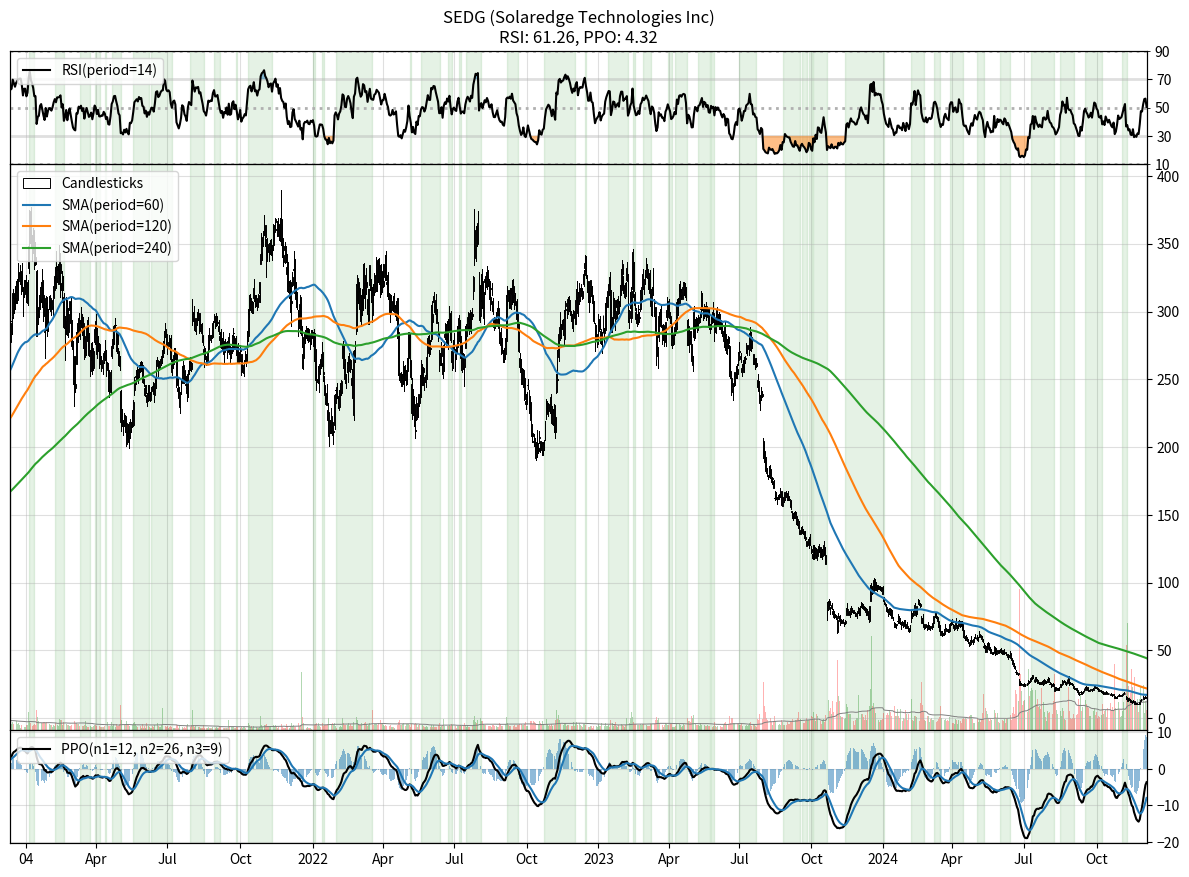 SEDG (Solaredge Technologies Inc)
RSI: 61.26, PPO: 4.32
RSI(period=14)
90
70
50
30
10
Candlesticks
SMA(period=60)
SMA(period=120)
SMA(period=240)
400
350
300
250
200
150
100
50
0
PPO(n1=12, n2=26, n3=9)
10
0
−10
−20
04 Apr Jul Oct 2022 Apr Jul Oct 2023 Apr Jul Oct 2024 Apr Jul Oct